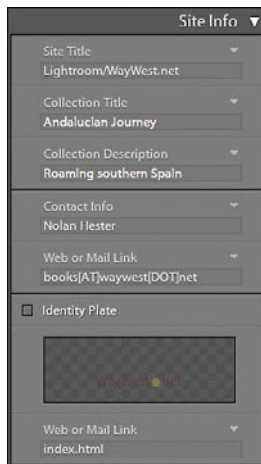 Site Info
Site Title
Lightroom/WayWest.net
Collection Title
Andalucian Journey
Collection Description
Roaming southern Spain
Contact Info
Nolan Hester
Web or Mail Link
books[AT]waywest[DOT]net
Identity Plate
Web or Mail Link
index.html